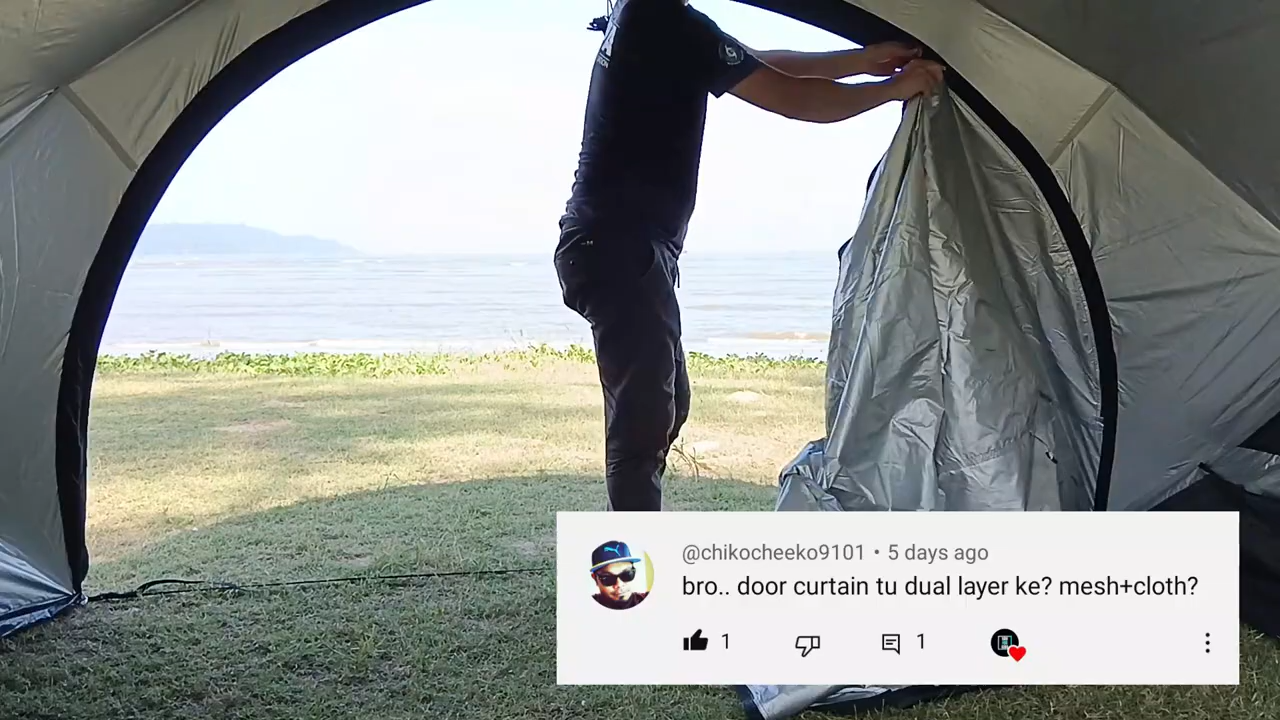 @chikocheeko9101 • 5 days ago
bro.. door curtain tu dual layer ke? mesh+cloth?
1 1